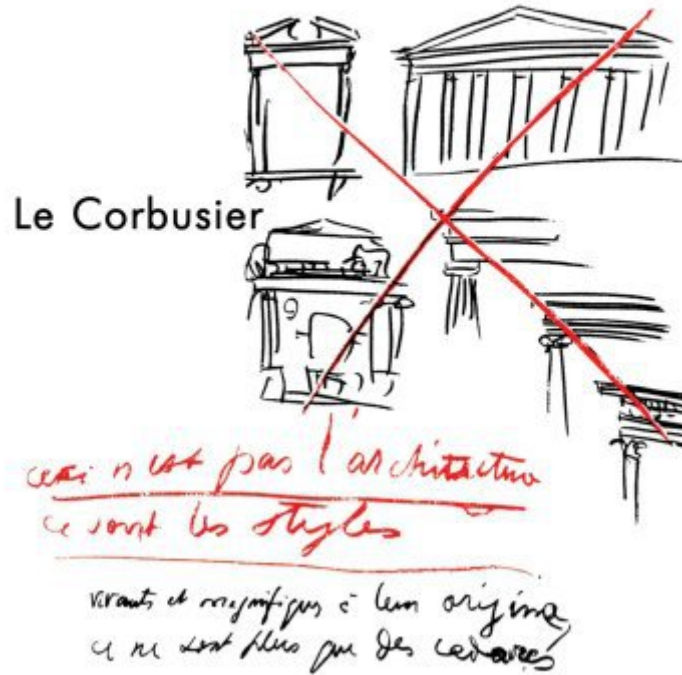 Le Corbusier
ceci n'est pas l'architecture
ce sont les styles
vivants et magnifiques à leur origine,
ce ne sont plus que des cadavres